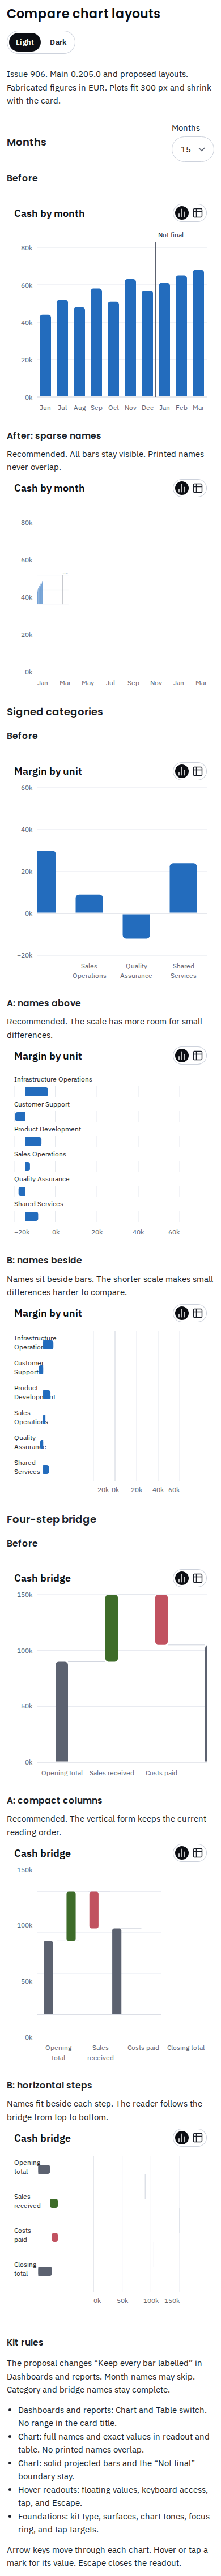 Compare chart layouts
Light Dark
Issue 906. Main 0.205.0 and proposed layouts.
Fabricated figures in EUR. Plots fit 300 px and shrink
with the card.
Months
Months
15
Before
Cash by month
Not final
80k
60k
40k
20k
0k
Jun Jul Aug Sep Oct Nov Dec Jan Feb Mar
After: sparse names
Recommended. All bars stay visible. Printed names
never overlap.
Cash by month
80k
60k
40k
20k
0k
Jan Mar May Jul Sep Nov Jan Mar
Signed categories
Before
Margin by unit
60k
40k
20k
0k
−20k
Sales Quality Shared
Operations Assurance Services
A: names above
Recommended. The scale has more room for small
differences.
Margin by unit
Infrastructure Operations
Customer Support
Product Development
Sales Operations
Quality Assurance
Shared Services
−20k 0k 20k 40k 60k
B: names beside
Names sit beside bars. The shorter scale makes small
differences harder to compare.
Margin by unit
Infrastructure
Operations
Customer
Support
Product
Development
Sales
Operations
Quality
Assurance
Shared
Services
−20k 0k 20k 40k 60k
Four-step bridge
Before
Cash bridge
150k
100k
50k
0k
Opening total Sales received Costs paid
A: compact columns
Recommended. The vertical form keeps the current
reading order.
Cash bridge
150k
100k
50k
0k
Opening Sales Costs paid Closing total
total received
B: horizontal steps
Names fit beside each step. The reader follows the
bridge from top to bottom.
Cash bridge
Opening
total
Sales
received
Costs
paid
Closing
total
0k 50k 100k 150k
Kit rules
The proposal changes “Keep every bar labelled” in
Dashboards and reports. Month names may skip.
Category and bridge names stay complete.
• Dashboards and reports: Chart and Table switch.
No range in the card title.
• Chart: full names and exact values in readout and
table. No printed names overlap.
• Chart: solid projected bars and the “Not final”
boundary stay.
• Hover readouts: floating values, keyboard access,
tap, and Escape.
• Foundations: kit type, surfaces, chart tones, focus
ring, and tap targets.
Arrow keys move through each chart. Hover or tap a
mark for its value. Escape closes the readout.